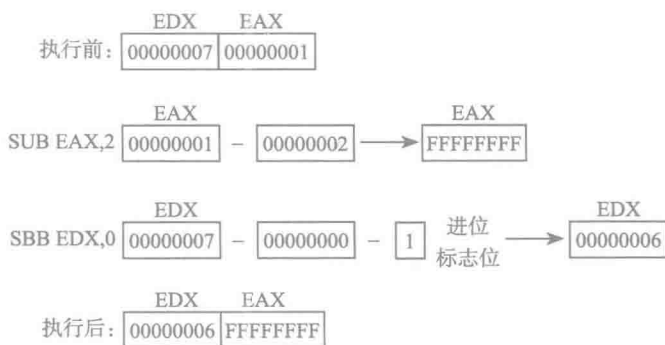 EDX EAX
执行前: 00000007 00000001
EAX EAX
SUB EAX,2 00000001 - 00000002 FFFFFFFF
EDX EDX
SBB EDX,0 00000007 - 00000000 - 1 进位 00000006
标志位
EDX EAX
执行后: 00000006 FFFFFFFF